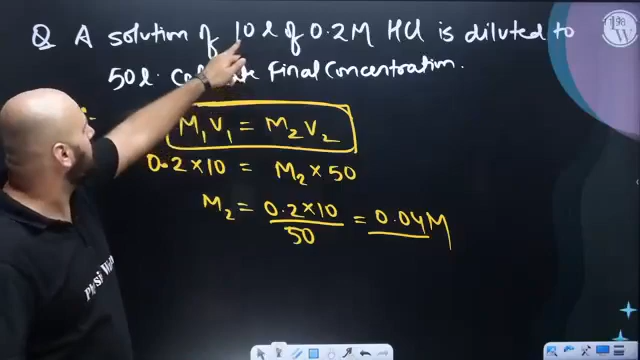 Q A solution of 10 l of 0.2M HCl is diluted to
50 l. Calculate Final Concentration.
M₁V₁ = M₂V₂
0.2×10 = M₂×50
M₂ = 0.2×10 / 50 = 0.04M